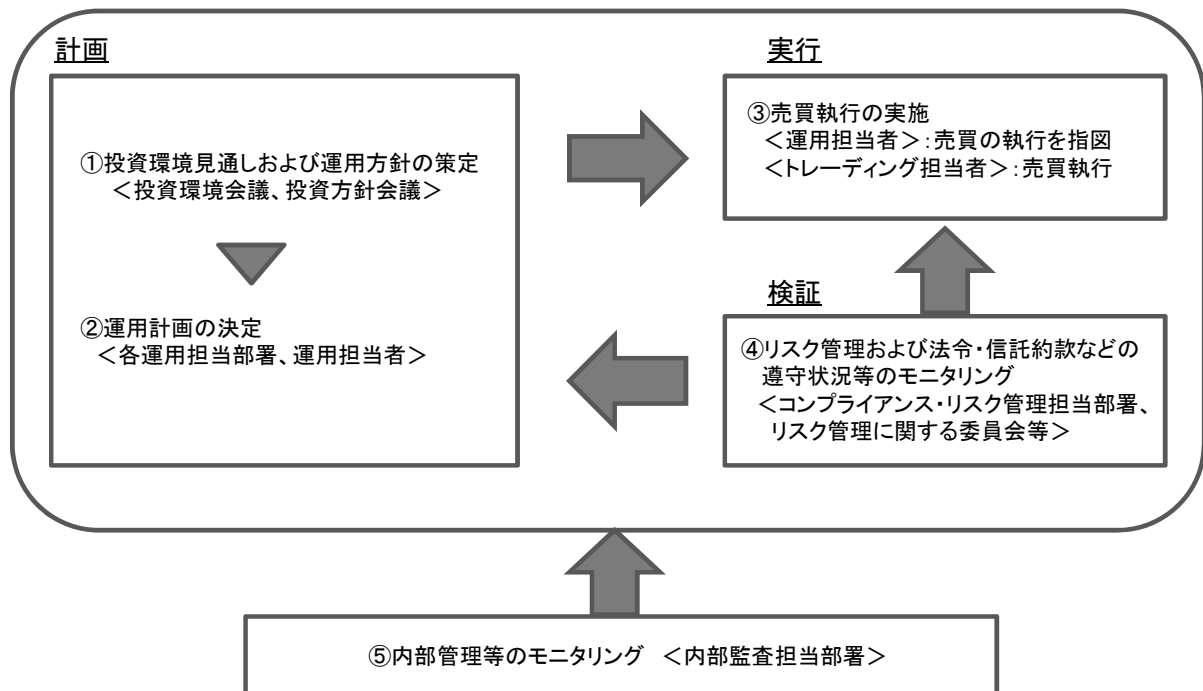 計画
①投資環境見通しおよび運用方針の策定
＜投資環境会議、投資方針会議＞
②運用計画の決定
＜各運用担当部署、運用担当者＞
実行
③売買執行の実施
＜運用担当者＞：売買の執行を指図
＜トレーディング担当者＞：売買執行
検証
④リスク管理および法令・信託約款などの
遵守状況等のモニタリング
＜コンプライアンス・リスク管理担当部署、
リスク管理に関する委員会等＞
⑤内部管理等のモニタリング　＜内部監査担当部署＞